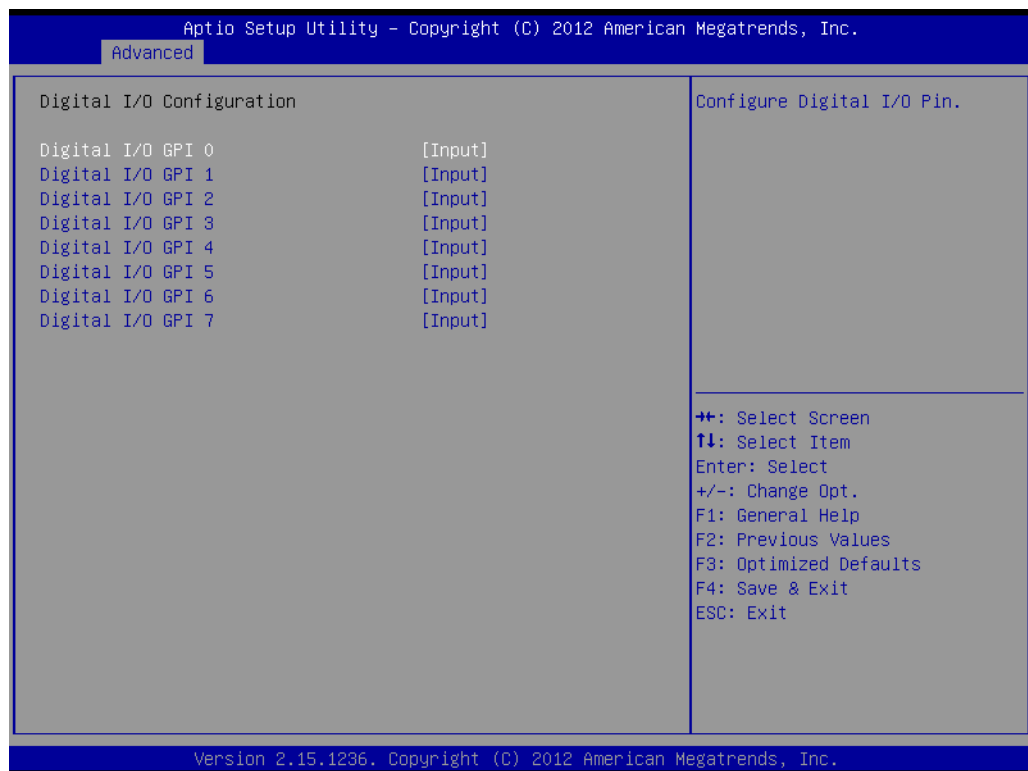 Aptio Setup Utility – Copyright (C) 2012 American Megatrends, Inc.
Advanced
Digital I/O Configuration
Digital I/O GPI 0 [Input]
Digital I/O GPI 1 [Input]
Digital I/O GPI 2 [Input]
Digital I/O GPI 3 [Input]
Digital I/O GPI 4 [Input]
Digital I/O GPI 5 [Input]
Digital I/O GPI 6 [Input]
Digital I/O GPI 7 [Input]
Configure Digital I/O Pin.
→←: Select Screen
↑↓: Select Item
Enter: Select
+/-: Change Opt.
F1: General Help
F2: Previous Values
F3: Optimized Defaults
F4: Save & Exit
ESC: Exit
Version 2.15.1236. Copyright (C) 2012 American Megatrends, Inc.